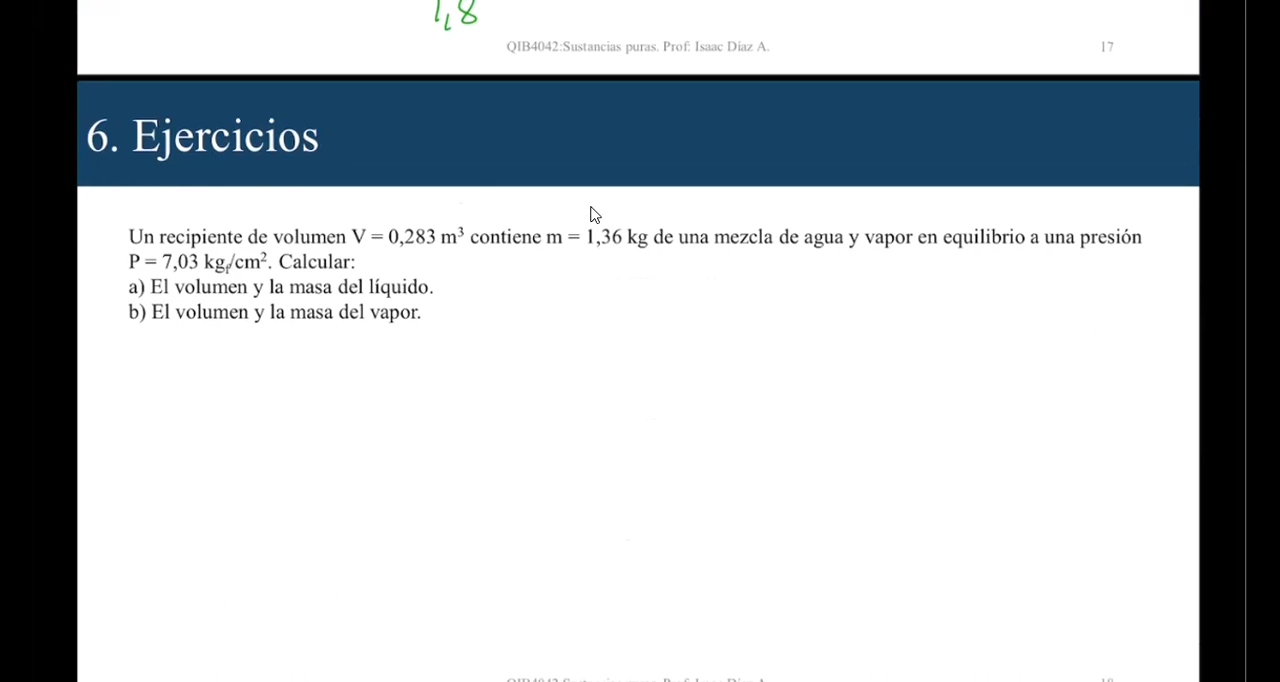 1,8
QIB4042:Sustancias puras. Prof: Isaac Díaz A.
17
6. Ejercicios
Un recipiente de volumen V = 0,283 m³ contiene m = 1,36 kg de una mezcla de agua y vapor en equilibrio a una presión
P = 7,03 kgf/cm². Calcular:
a) El volumen y la masa del líquido.
b) El volumen y la masa del vapor.